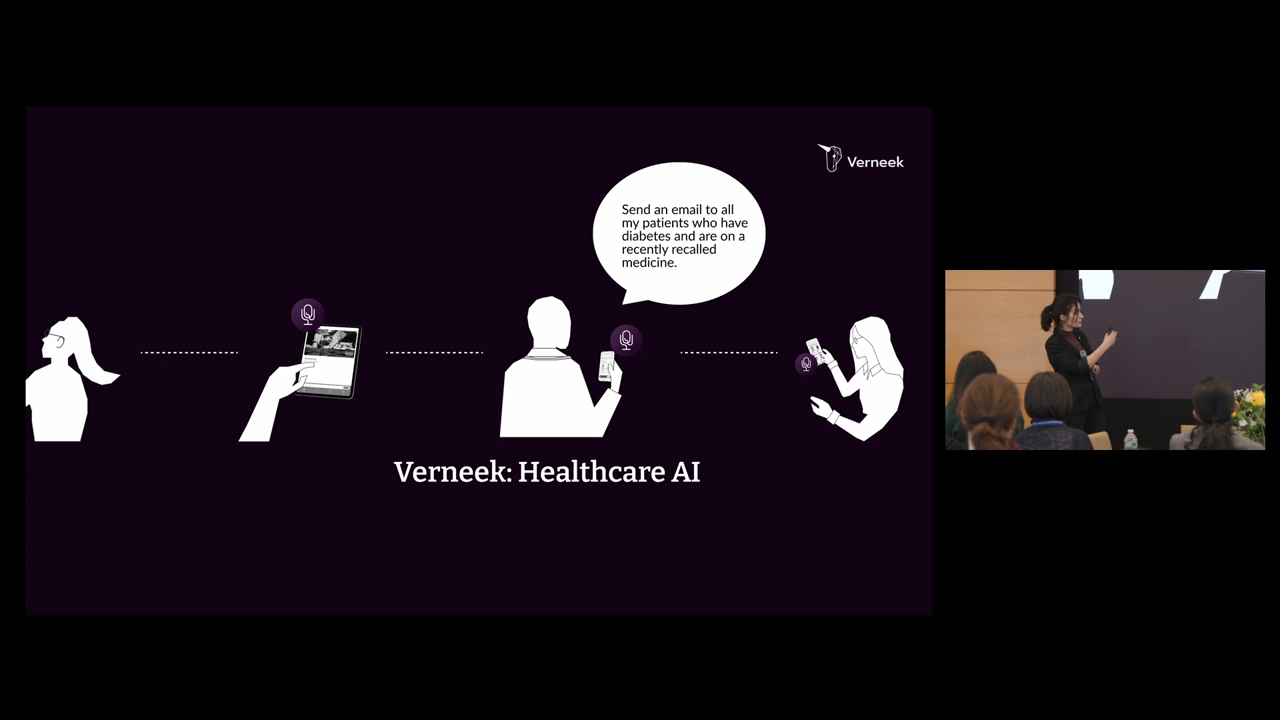 Verneek
Send an email to all
my patients who have
diabetes and are on a
recently recalled
medicine.
Verneek: Healthcare AI